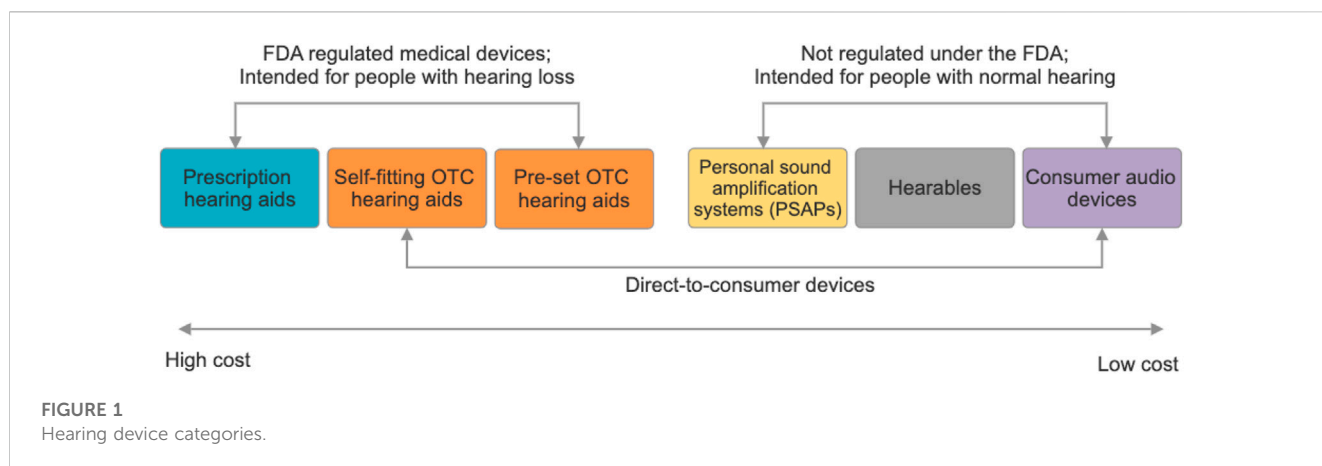 FDA regulated medical devices;
Intended for people with hearing loss
Not regulated under the FDA;
Intended for people with normal hearing
Prescription
hearing aids
Self-fitting OTC
hearing aids
Pre-set OTC
hearing aids
Personal sound
amplification
systems (PSAPs)
Hearables
Consumer audio
devices
Direct-to-consumer devices
High cost
Low cost
FIGURE 1
Hearing device categories.